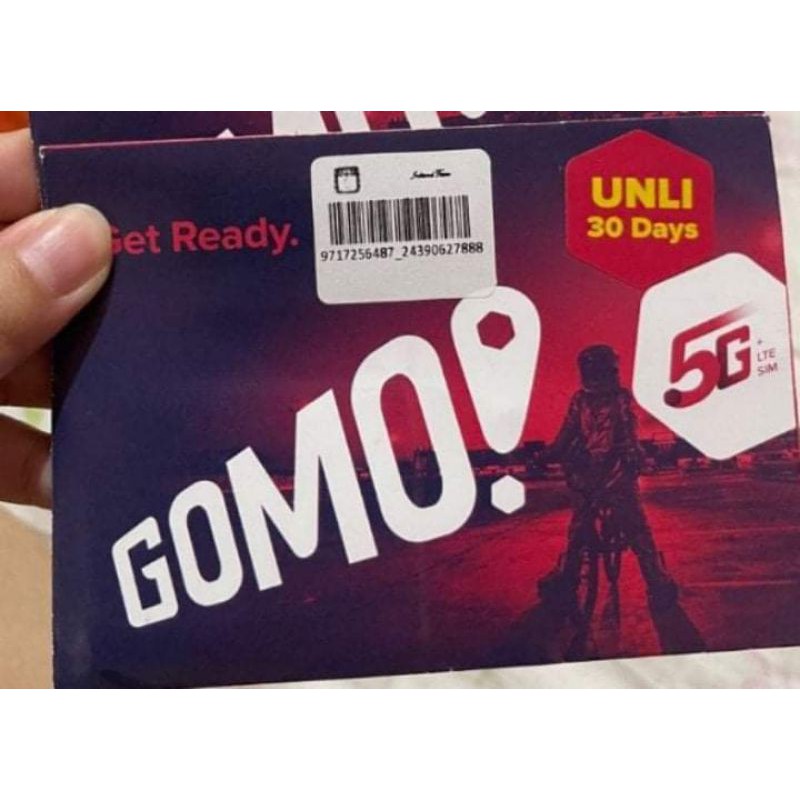 Get Ready.
9717256487_24390627888
UNLI
30 Days
5G
+
LTE
SIM
GOMO!